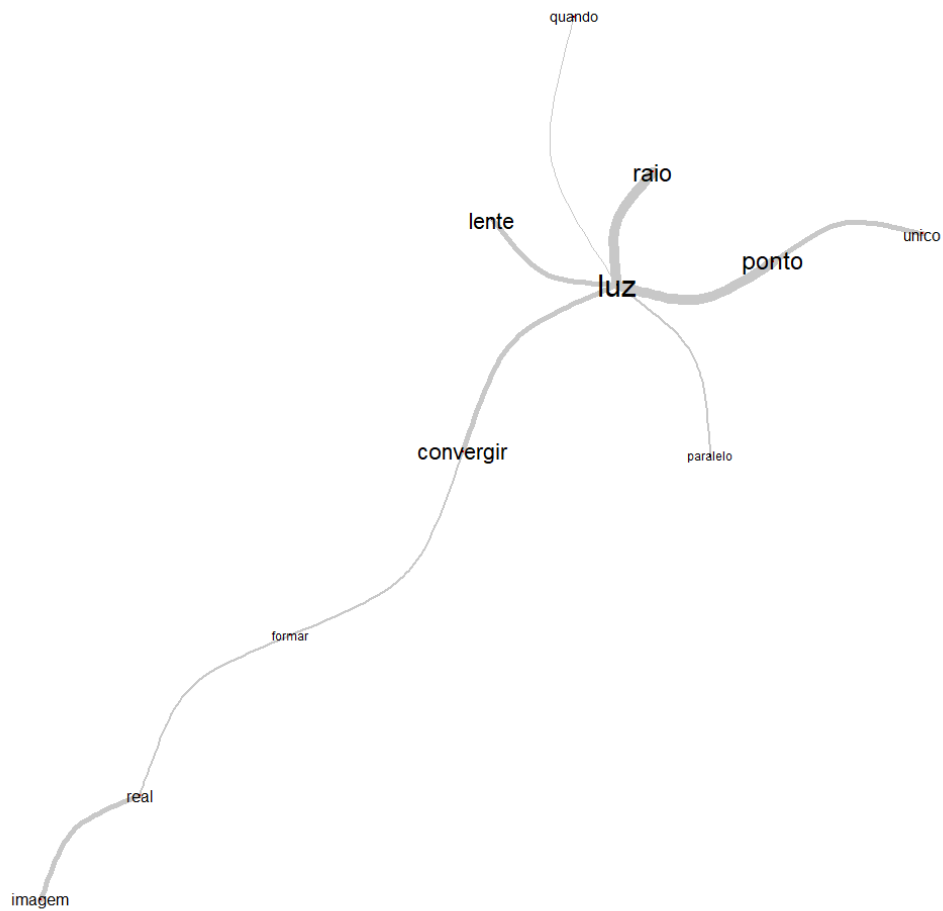 quando
raio
lente
unico
ponto
luz
convergir
paralelo
formar
real
imagem